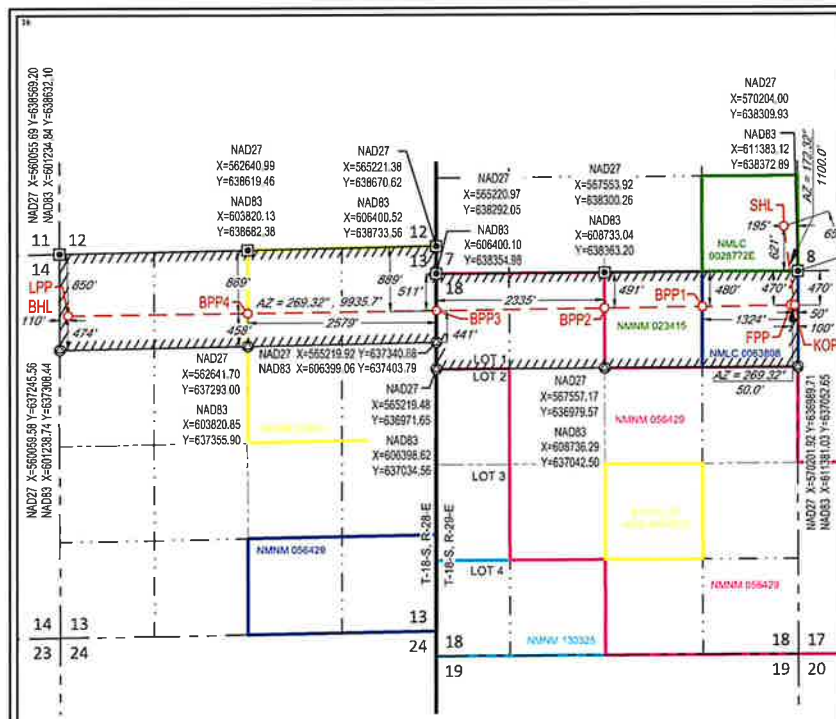 NAD27
X=570204.00
Y=638309.93
NAD83
X=611383.12
Y=638372.89
AZ = 172.32°
1100.0'
NAD27 X=560055.69 Y=638569.20
NAD83 X=601234.84 Y=638632.10
NAD27
X=562640.99
Y=638619.46
NAD83
X=603820.13
Y=638682.38
NAD27
X=565221.38
Y=638670.62
NAD83
X=606400.52
Y=638733.56
NAD27
X=565220.97
Y=638292.05
NAD83
X=606400.10
Y=638354.98
NAD27
X=567553.92
Y=638300.26
NAD83
X=608733.04
Y=638363.20
SHL
195'
621'
NMLC
0028772E
11 12
14
12
13 7
18
8
LPP
BHL
650'
110'
474'
669'
BPP4
AZ = 269.32°, 9935.7'
458'
2579'
689'
511'
BPP3
441'
2335'
BPP2
491'
BPP1
480'
470'
470'
1324'
50'
100'
FPP
KOP
NMNM 023415
NMLC 0063808
AZ = 269.32°
50.0'
LOT 1
LOT 2
NAD27 X=565219.92 Y=637340.88
NAD83 X=606399.06 Y=637403.79
NAD27
X=562641.70
Y=637293.00
NAD83
X=603820.85
Y=637355.90
NAD27
X=565219.48
Y=636971.65
NAD83
X=606398.62
Y=637034.56
NAD27
X=567557.17
Y=636979.57
NAD83
X=608736.29
Y=637042.50
NMNM 056429
NAD27 X=560059.58 Y=637245.56
NAD83 X=601238.74 Y=637308.44
NAD27 X=570201.92 Y=636989.71
NAD83 X=611381.03 Y=637052.65
LOT 3
T-18-S, R-28-E
T-18-S, R-29-E
LOT 4
NMNM 056429
NMNM 056429
NMNM 130325
14 13
23 24
13
24
18
19
18 17
19 20